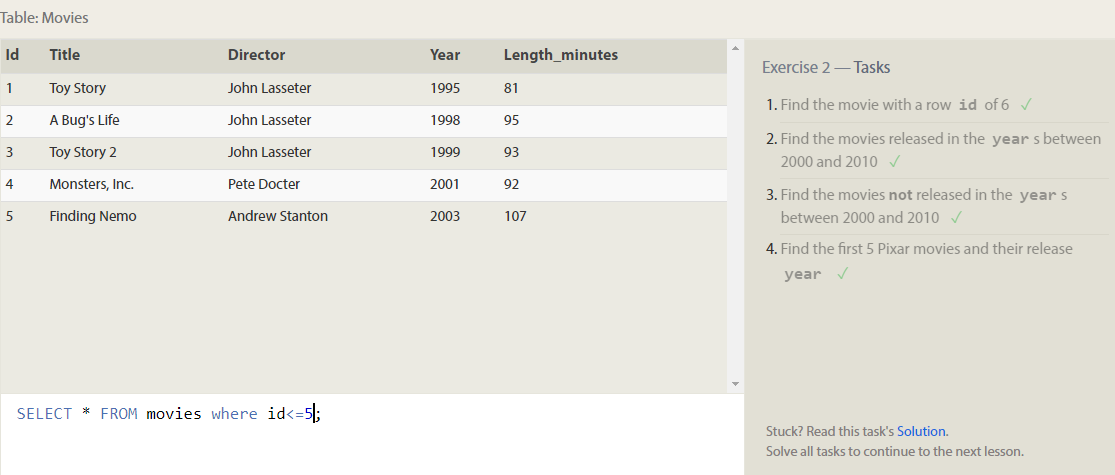 Table: Movies
Id Title Director Year Length_minutes
1 Toy Story John Lasseter 1995 81
2 A Bug's Life John Lasseter 1998 95
3 Toy Story 2 John Lasseter 1999 93
4 Monsters, Inc. Pete Docter 2001 92
5 Finding Nemo Andrew Stanton 2003 107
SELECT * FROM movies where id<=5;
Exercise 2 — Tasks
1. Find the movie with a row id of 6 ✓
2. Find the movies released in the year s between
2000 and 2010 ✓
3. Find the movies not released in the year s
between 2000 and 2010 ✓
4. Find the first 5 Pixar movies and their release
year ✓
Stuck? Read this task's Solution.
Solve all tasks to continue to the next lesson.